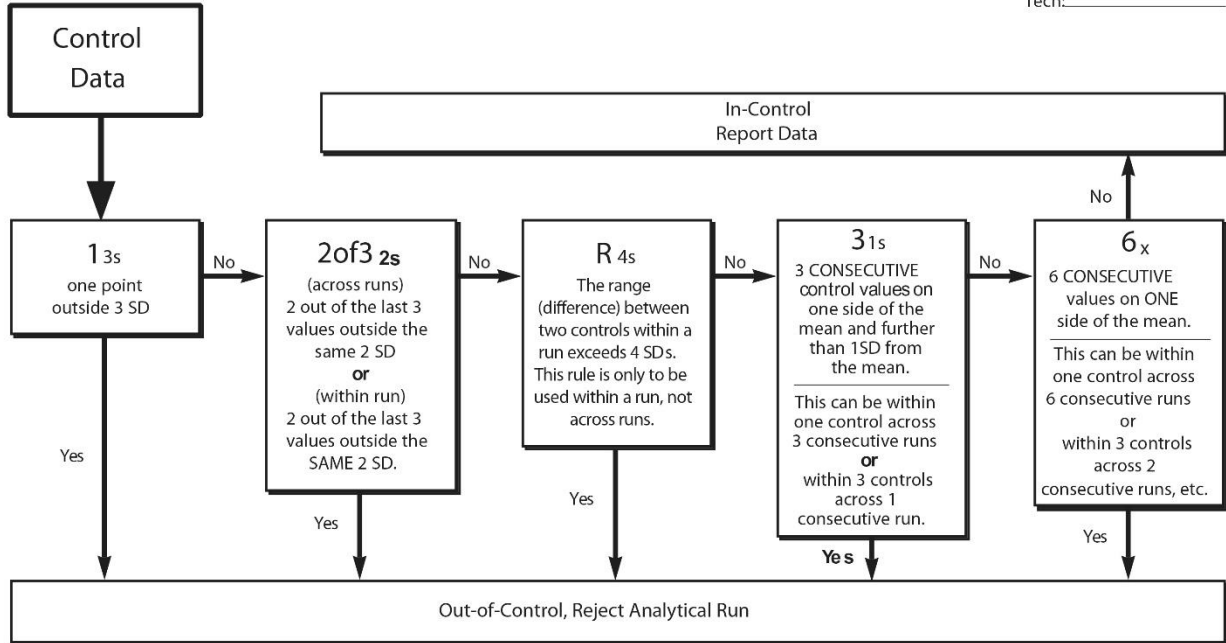 Tech:
Control
Data
In-Control
Report Data
No
1 3s
one point
outside 3 SD
No
2of3 2s
(across runs)
2 out of the last 3
values outside the
same 2 SD
or
(within run)
2 out of the last 3
values outside the
SAME 2 SD.
No
R 4s
The range
(difference) between
two controls within a
run exceeds 4 SDs.
This rule is only to be
used within a run, not
across runs.
No
3 1s
3 CONSECUTIVE
control values on
one side of the
mean and further
than 1SD from
the mean.
This can be within
one control across
3 consecutive runs
or
within 3 controls
across 1
consecutive run.
No
6 x
6 CONSECUTIVE
values on ONE
side of the mean.
This can be within
one control across
6 consecutive runs
or
within 3 controls
across 2
consecutive runs, etc.
Yes
Yes
Yes
Yes
Yes
Out-of-Control, Reject Analytical Run